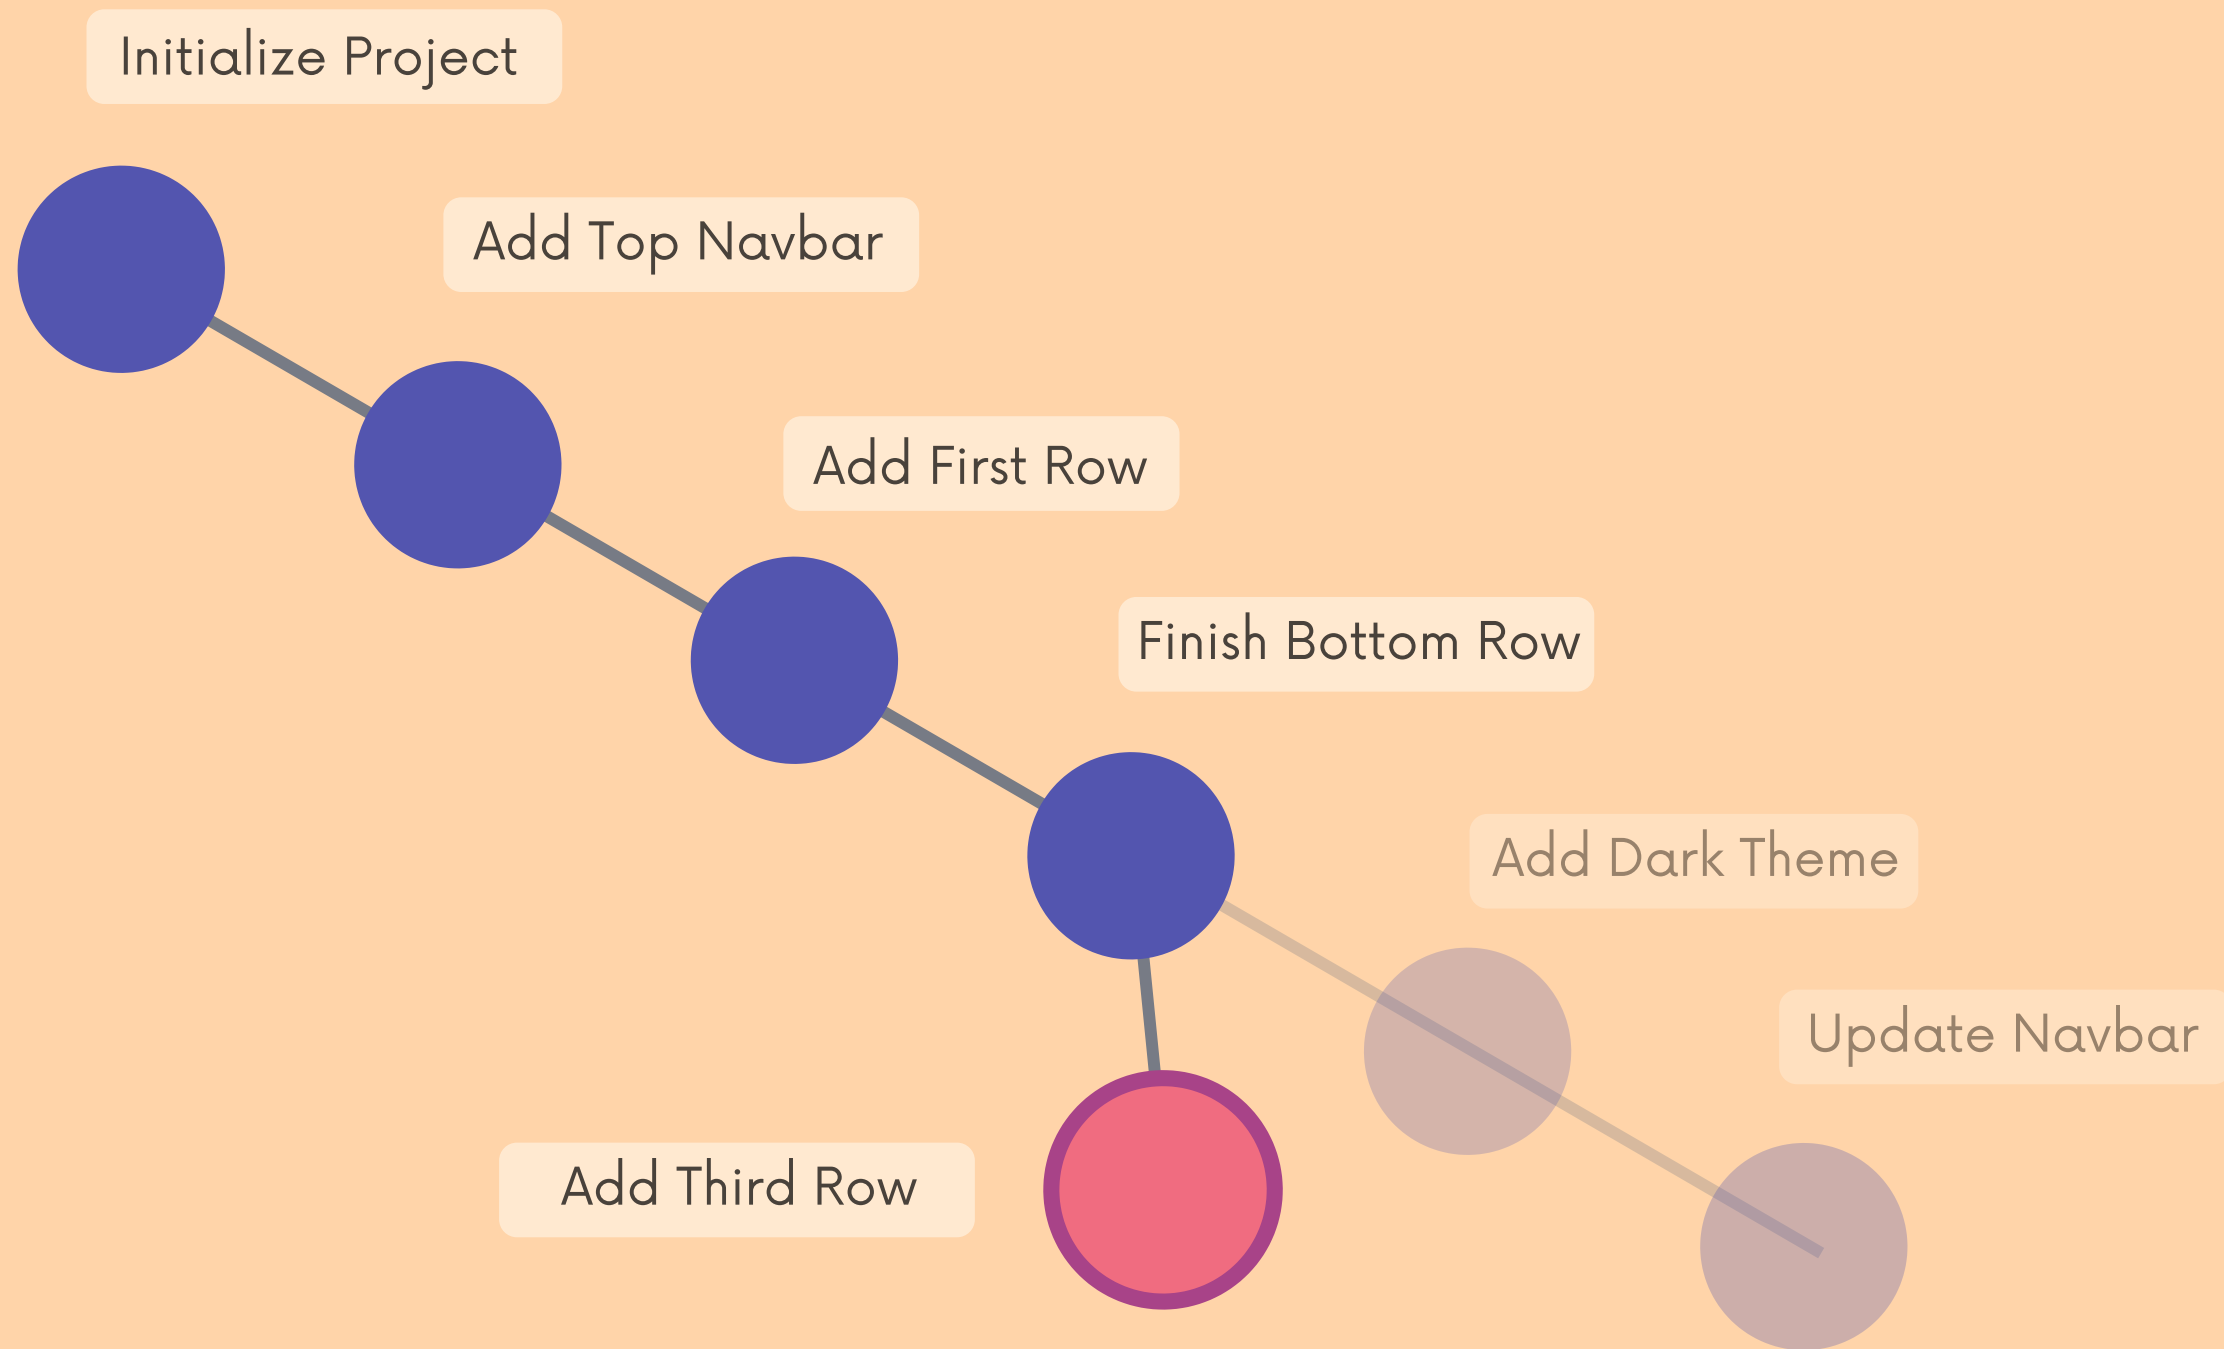 Initialize Project
Add Top Navbar
Add First Row
Finish Bottom Row
Add Dark Theme
Update Navbar
Add Third Row